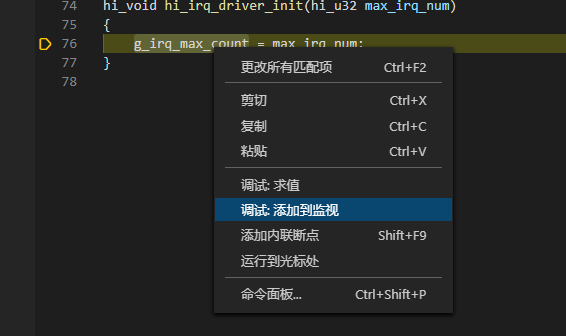 74 hi_void hi_irq_driver_init(hi_u32 max_irq_num)
75 {
76 g_irq_max_count = max_irq_num;
77 }
78
更改所有匹配项 Ctrl+F2
剪切 Ctrl+X
复制 Ctrl+C
粘贴 Ctrl+V
调试: 求值
调试: 添加到监视
添加内联断点 Shift+F9
运行到光标处
命令面板... Ctrl+Shift+P